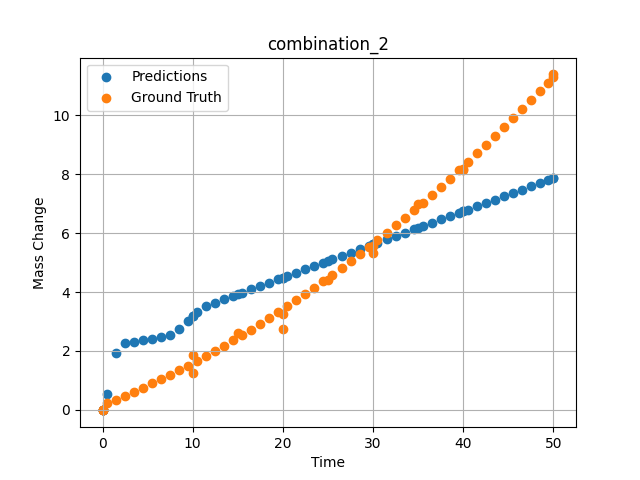 combination_2
Predictions
Ground Truth
Mass Change
10
8
6
4
2
0
0 10 20 30 40 50
Time